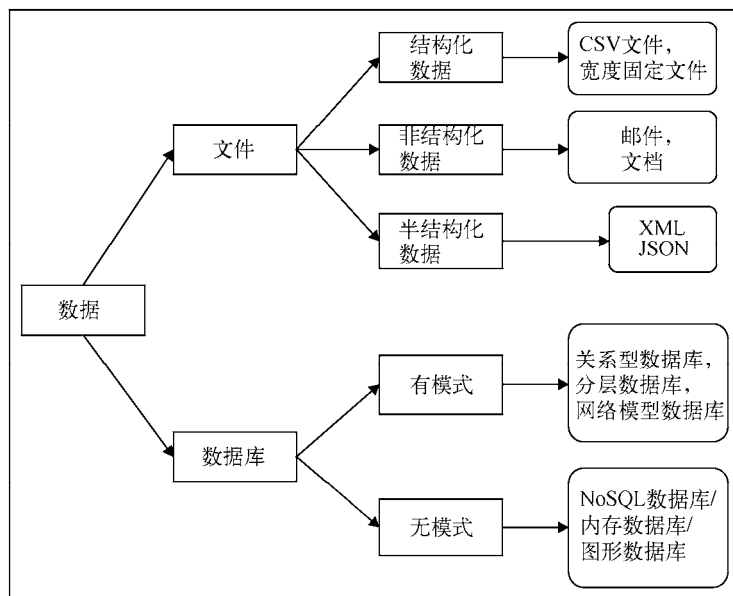 结构化
数据
CSV文件，
宽度固定文件
文件
非结构化
数据
邮件，
文档
半结构化
数据
XML
JSON
数据
有模式
关系型数据库，
分层数据库，
网络模型数据库
数据库
无模式
NoSQL数据库/
内存数据库/
图形数据库